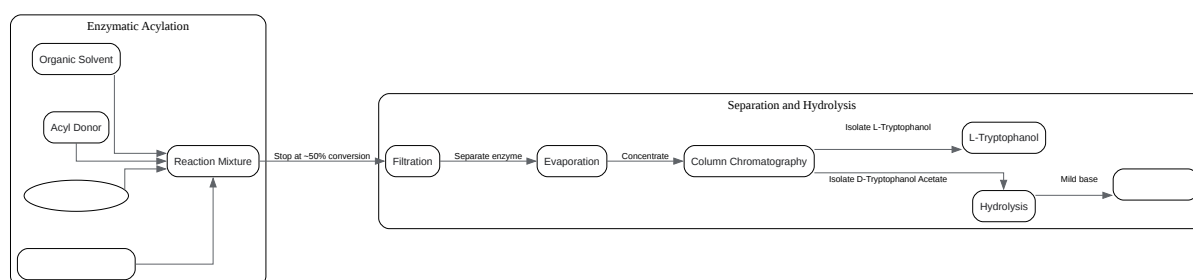 Enzymatic Acylation
Organic Solvent
Acyl Donor
Reaction Mixture
Stop at ~50% conversion
Separation and Hydrolysis
Filtration
Separate enzyme
Evaporation
Concentrate
Column Chromatography
Isolate L-Tryptophanol
L-Tryptophanol
Isolate D-Tryptophanol Acetate
Hydrolysis
Mild base